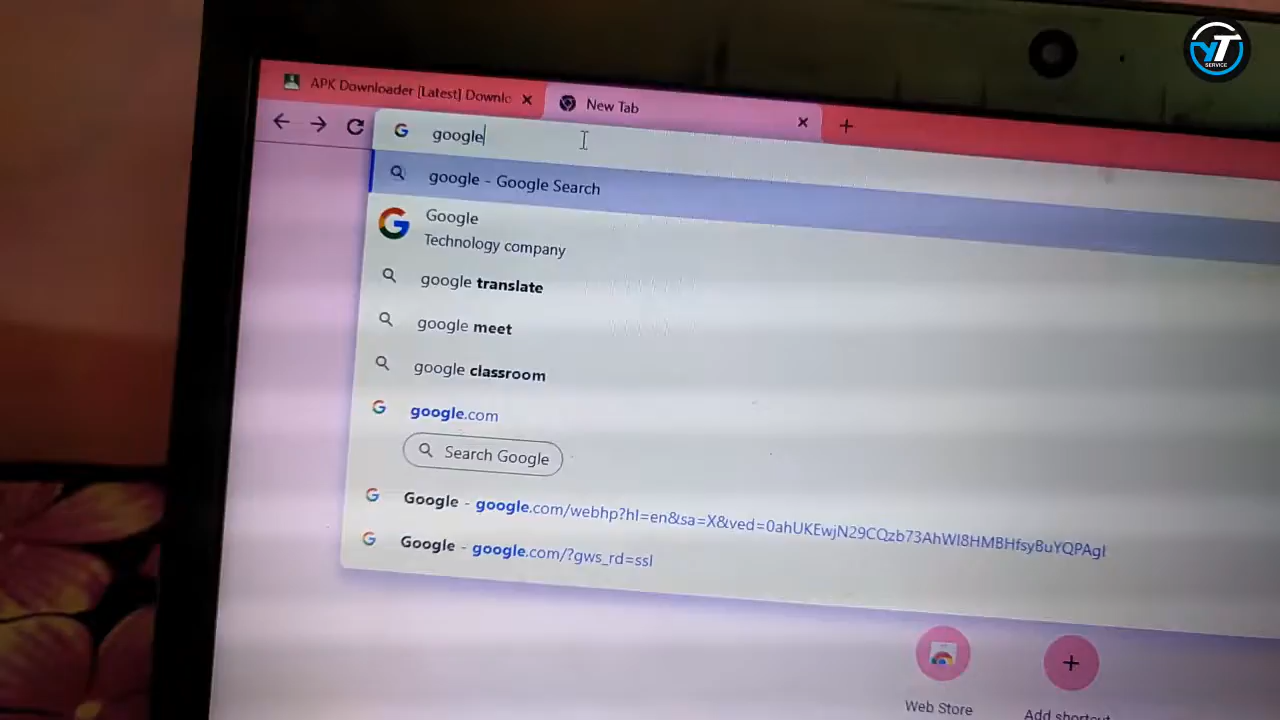 YT
SERVICE
APK Downloader [Latest] Downlo
New Tab
google
google - Google Search
Google
Technology company
google translate
google meet
google classroom
google.com
Search Google
Google - google.com/webhp?hl=en&sa=X&ved=0ahUKEwjN29CQzb73AhWI8HMBHfsyBuYQPAgI
Google - google.com/?gws_rd=ssl
Web Store
Add shortcut